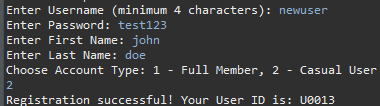 Enter Username (minimum 4 characters): newuser
Enter Password: test123
Enter First Name: john
Enter Last Name: doe
Choose Account Type: 1 - Full Member, 2 - Casual User
2
Registration successful! Your User ID is: U0013